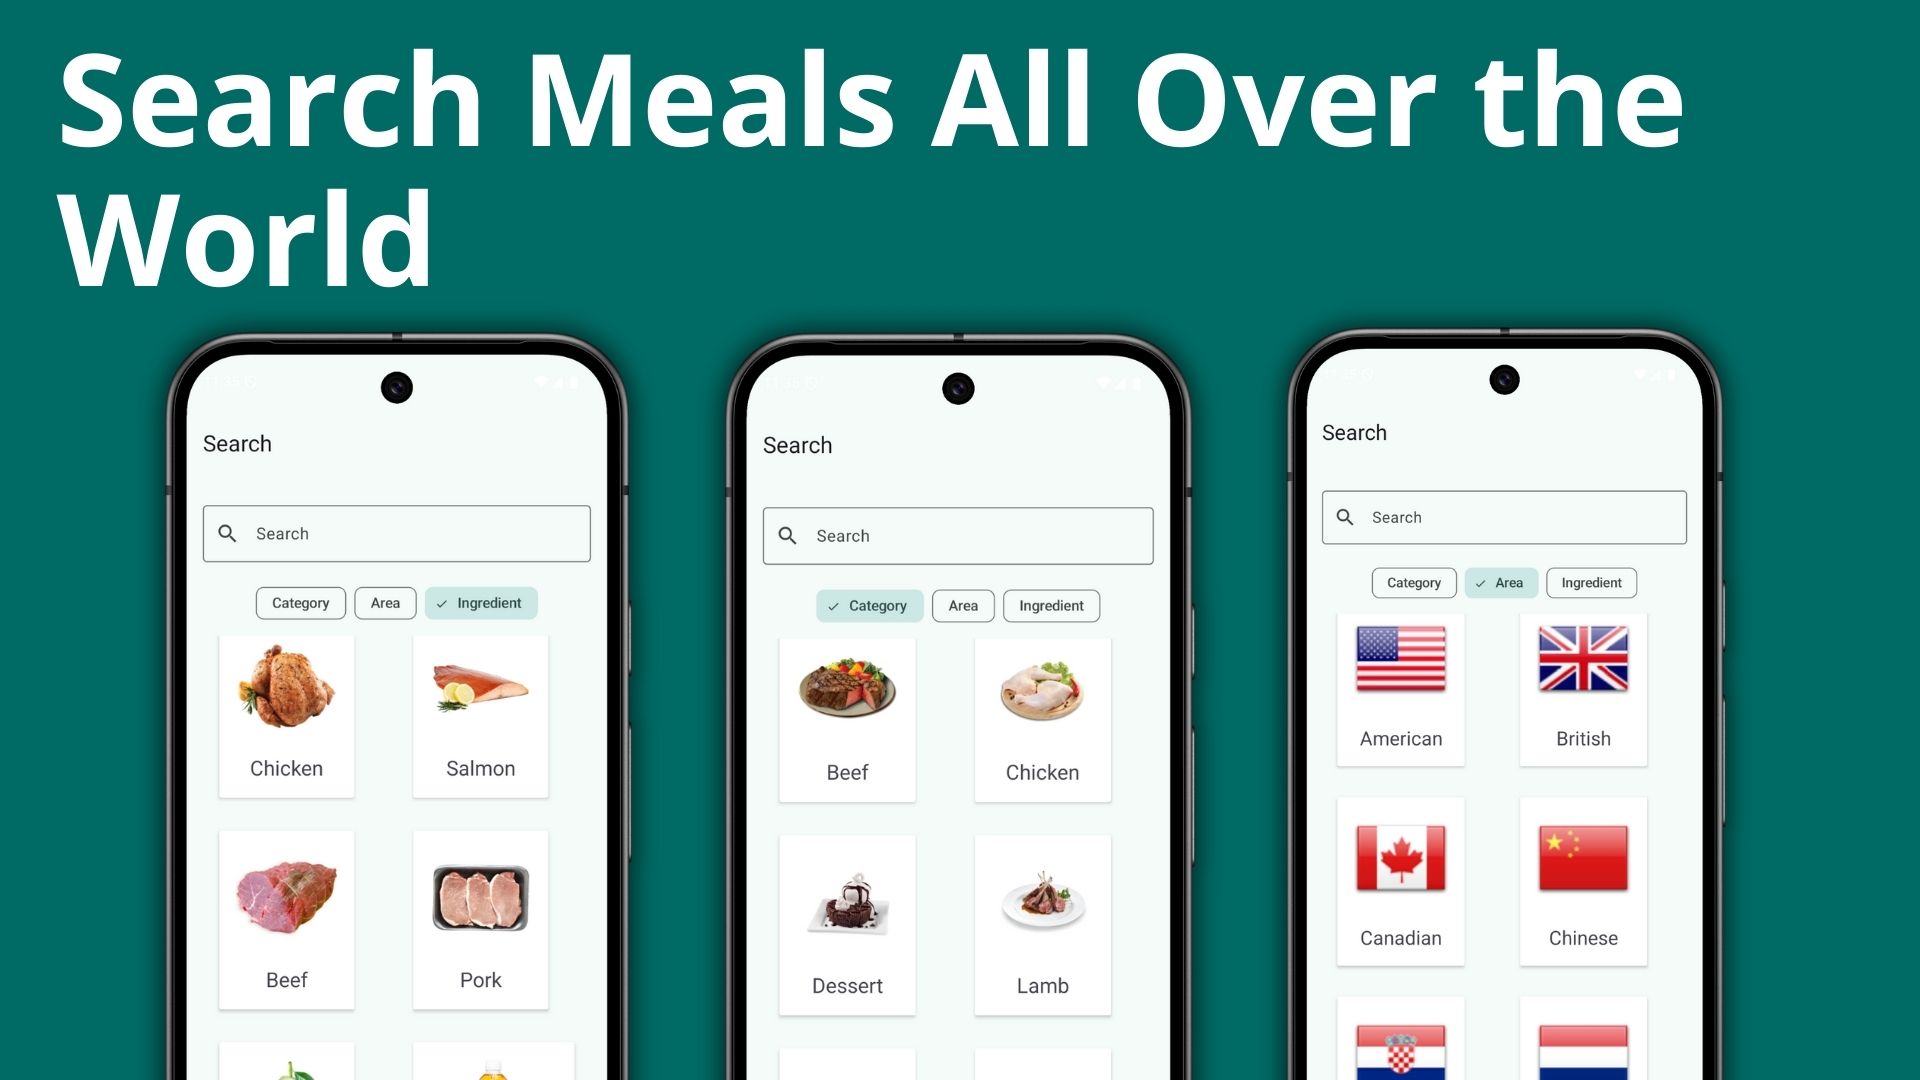 Search Meals All Over the
World
Search
Search
Category Area Ingredient
Chicken Salmon
Beef Pork
Search
Search
Category Area Ingredient
Beef Chicken
Dessert Lamb
Search
Search
Category Area Ingredient
American British
Canadian Chinese